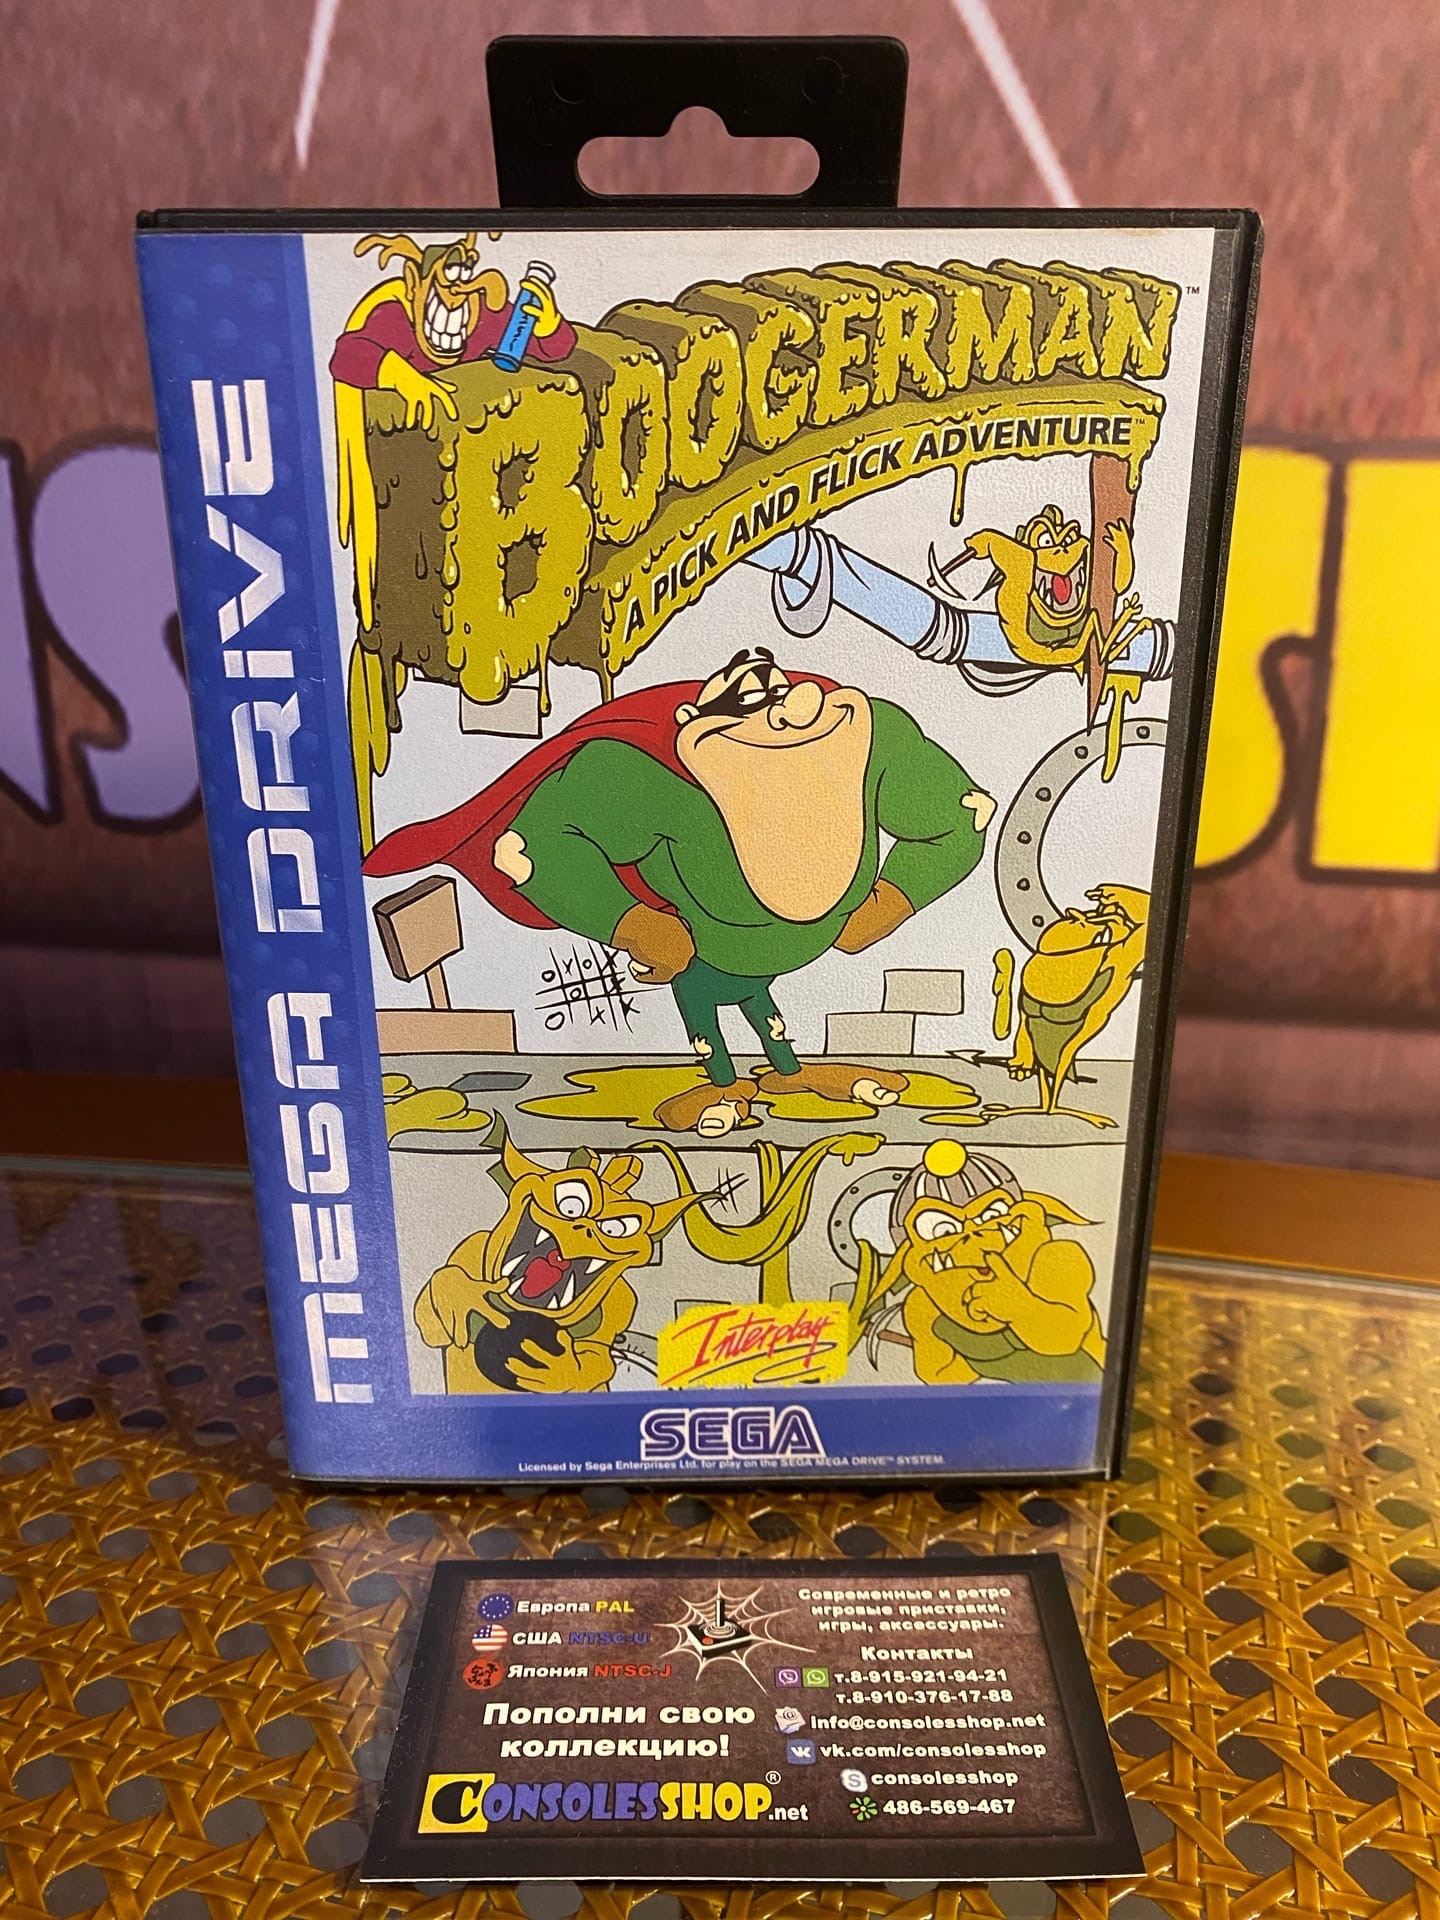 BOOGERMAN™
A PICK AND FLICK ADVENTURE™
MEGA DRIVE
Interplay™
SEGA
Licensed by Sega Enterprises Ltd. for play on the SEGA MEGA DRIVE™ SYSTEM.
Европа PAL
США NTSC-U
Япония NTSC-J
Пополни свою
коллекцию!
CONSOLESSHOP®.net
Современные и ретро
игровые приставки,
игры, аксессуары.
Контакты
т.8-915-921-94-21
т.8-910-376-17-88
info@consolesshop.net
vk.com/consolesshop
consolesshop
486-569-467